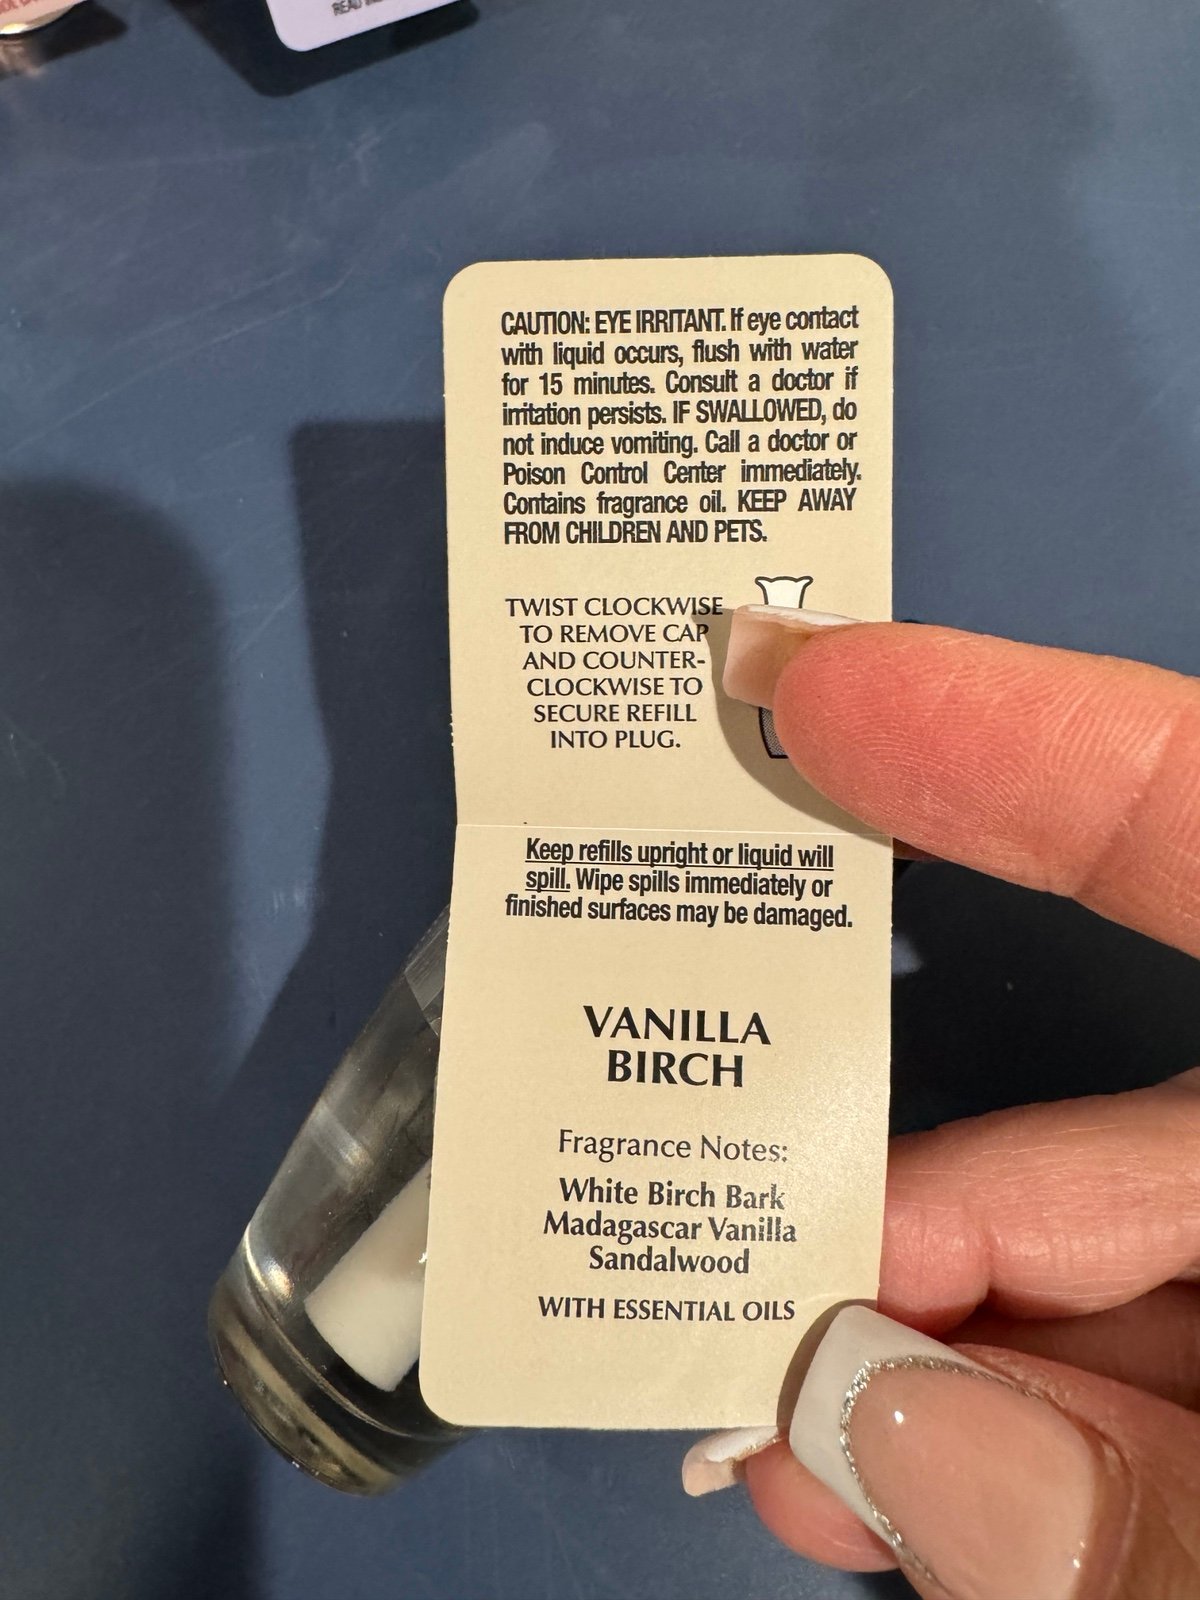 READ
CAUTION: EYE IRRITANT. If eye contact
with liquid occurs, flush with water
for 15 minutes. Consult a doctor if
irritation persists. IF SWALLOWED, do
not induce vomiting. Call a doctor or
Poison Control Center immediately.
Contains fragrance oil. KEEP AWAY
FROM CHILDREN AND PETS.
TWIST CLOCKWISE
TO REMOVE CAP
AND COUNTER-
CLOCKWISE TO
SECURE REFILL
INTO PLUG.
Keep refills upright or liquid will
spill. Wipe spills immediately or
finished surfaces may be damaged.
VANILLA
BIRCH
Fragrance Notes:
White Birch Bark
Madagascar Vanilla
Sandalwood
WITH ESSENTIAL OILS